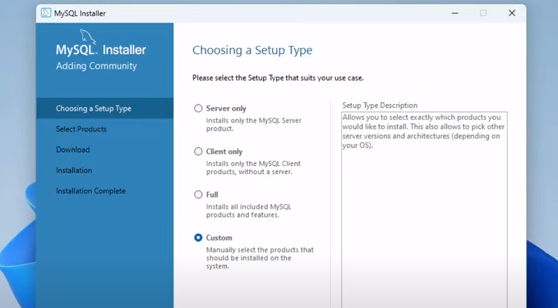 MySQL Installer
MySQL. Installer
Adding Community
Choosing a Setup Type
Select Products
Download
Installation
Installation Complete
Choosing a Setup Type
Please select the Setup Type that suits your use case.
Server only
Installs only the MySQL Server
product.
Client only
Installs only the MySQL Client
products, without a server.
Full
Installs all included MySQL
products and features.
Custom
Manually select the products that
should be installed on the
system.
Setup Type Description
Allows you to select exactly which products you
would like to install. This also allows to pick other
server versions and architectures (depending on
your OS).